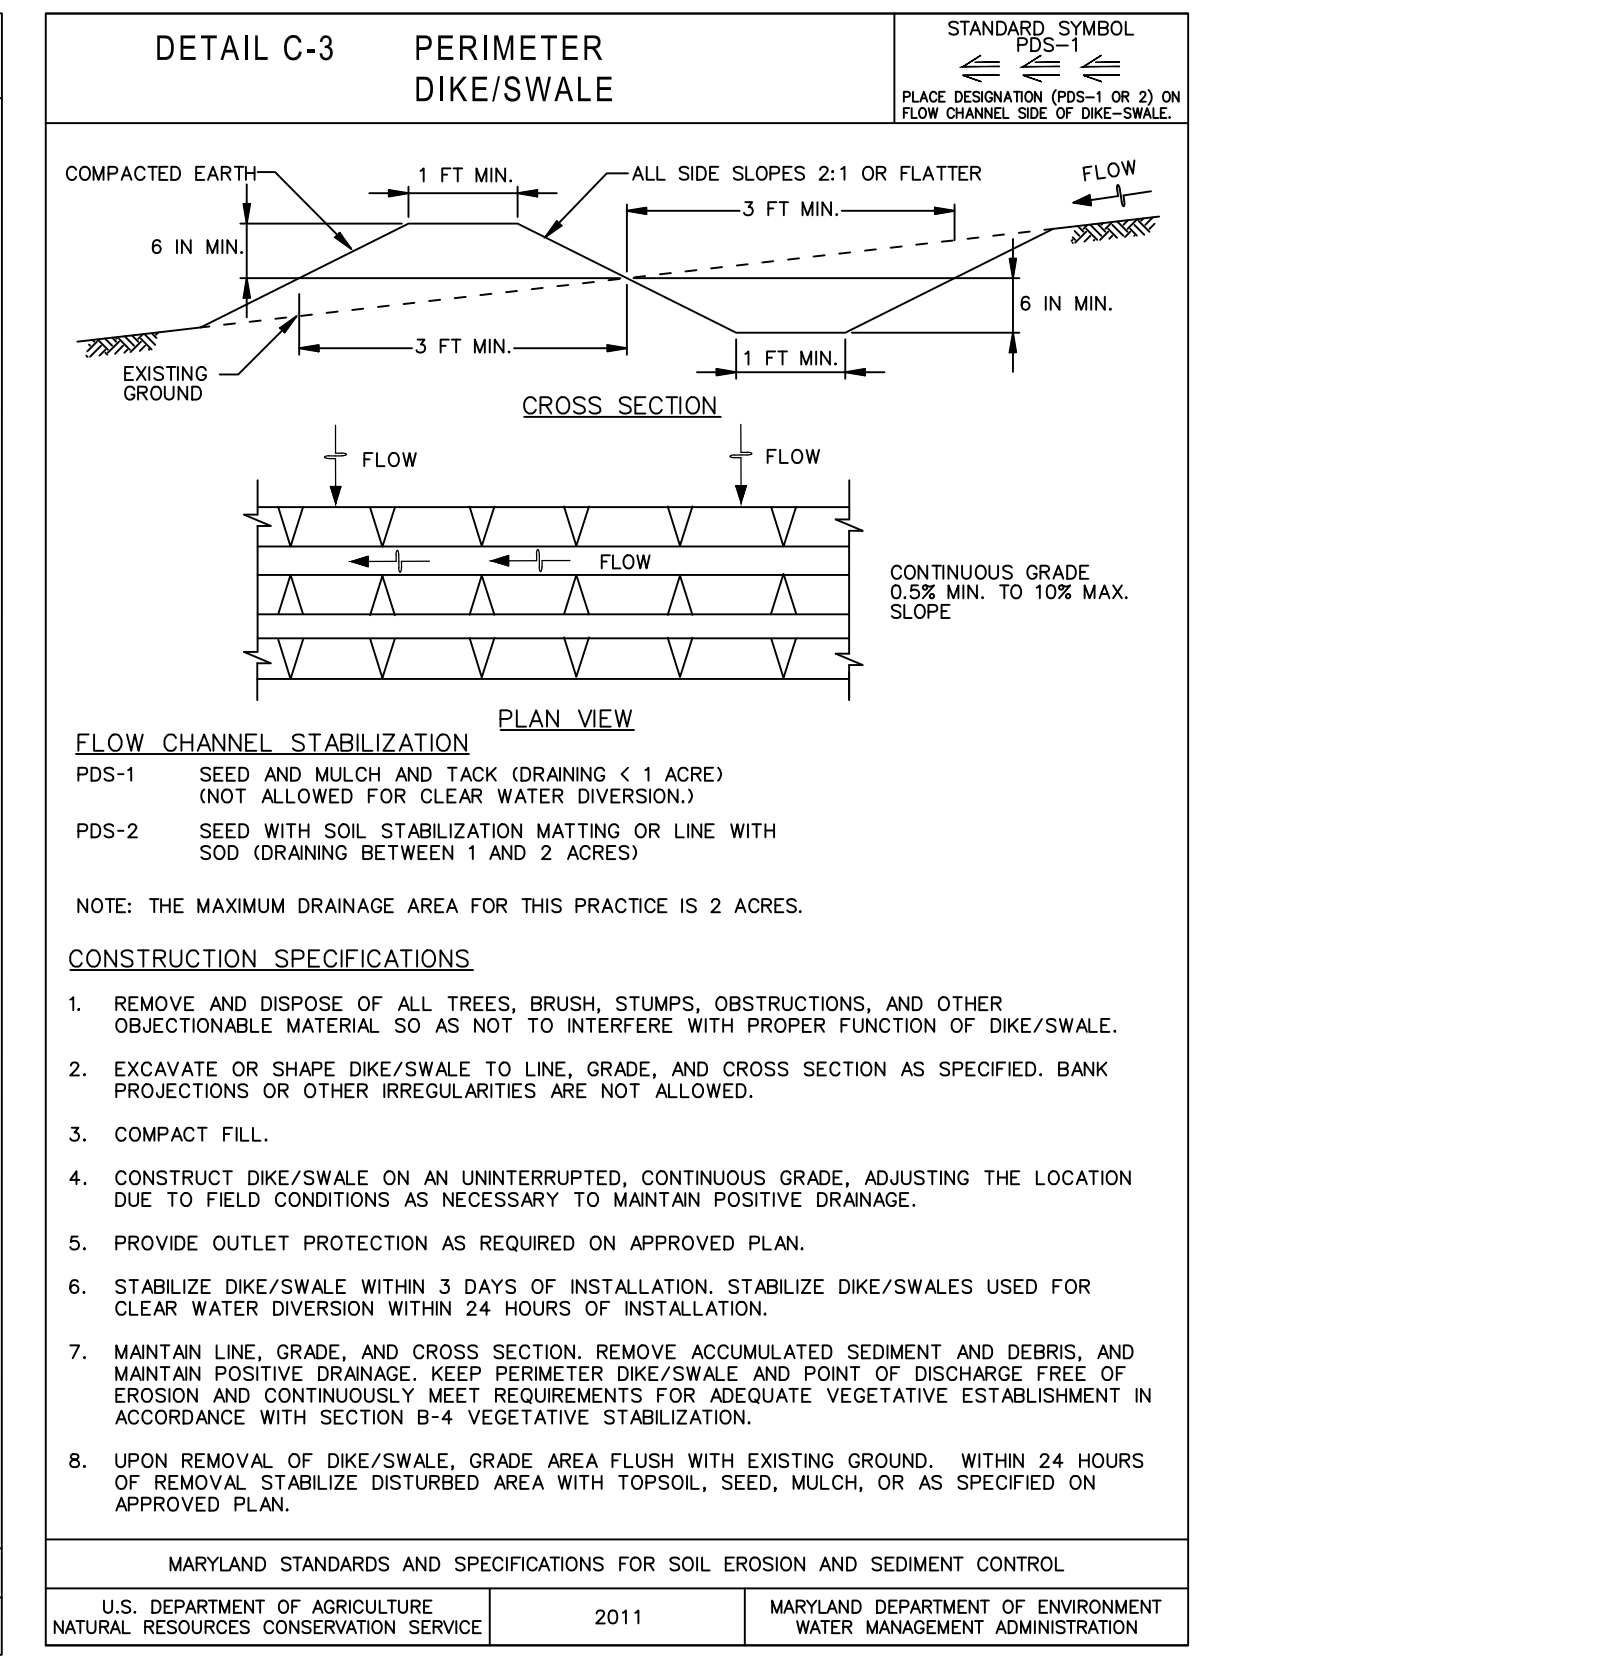 DETAIL C-3 PERIMETER
DIKE/SWALE
STANDARD SYMBOL
PDS-1
PLACE DESIGNATION (PDS-1 OR 2) ON
FLOW CHANNEL SIDE OF DIKE-SWALE.
COMPACTED EARTH
1 FT MIN.
ALL SIDE SLOPES 2:1 OR FLATTER
FLOW
3 FT MIN.
6 IN MIN.
6 IN MIN.
3 FT MIN.
1 FT MIN.
EXISTING
GROUND
CROSS SECTION
FLOW
FLOW
FLOW
CONTINUOUS GRADE
0.5% MIN. TO 10% MAX.
SLOPE
PLAN VIEW
FLOW CHANNEL STABILIZATION
PDS-1 SEED AND MULCH AND TACK (DRAINING < 1 ACRE)
(NOT ALLOWED FOR CLEAR WATER DIVERSION.)
PDS-2 SEED WITH SOIL STABILIZATION MATTING OR LINE WITH
SOD (DRAINING BETWEEN 1 AND 2 ACRES)
NOTE: THE MAXIMUM DRAINAGE AREA FOR THIS PRACTICE IS 2 ACRES.
CONSTRUCTION SPECIFICATIONS
1. REMOVE AND DISPOSE OF ALL TREES, BRUSH, STUMPS, OBSTRUCTIONS, AND OTHER
OBJECTIONABLE MATERIAL SO AS NOT TO INTERFERE WITH PROPER FUNCTION OF DIKE/SWALE.
2. EXCAVATE OR SHAPE DIKE/SWALE TO LINE, GRADE, AND CROSS SECTION AS SPECIFIED. BANK
PROJECTIONS OR OTHER IRREGULARITIES ARE NOT ALLOWED.
3. COMPACT FILL.
4. CONSTRUCT DIKE/SWALE ON AN UNINTERRUPTED, CONTINUOUS GRADE, ADJUSTING THE LOCATION
DUE TO FIELD CONDITIONS AS NECESSARY TO MAINTAIN POSITIVE DRAINAGE.
5. PROVIDE OUTLET PROTECTION AS REQUIRED ON APPROVED PLAN.
6. STABILIZE DIKE/SWALE WITHIN 3 DAYS OF INSTALLATION. STABILIZE DIKE/SWALES USED FOR
CLEAR WATER DIVERSION WITHIN 24 HOURS OF INSTALLATION.
7. MAINTAIN LINE, GRADE, AND CROSS SECTION. REMOVE ACCUMULATED SEDIMENT AND DEBRIS, AND
MAINTAIN POSITIVE DRAINAGE. KEEP PERIMETER DIKE/SWALE AND POINT OF DISCHARGE FREE OF
EROSION AND CONTINUOUSLY MEET REQUIREMENTS FOR ADEQUATE VEGETATIVE ESTABLISHMENT IN
ACCORDANCE WITH SECTION B-4 VEGETATIVE STABILIZATION.
8. UPON REMOVAL OF DIKE/SWALE, GRADE AREA FLUSH WITH EXISTING GROUND. WITHIN 24 HOURS
OF REMOVAL STABILIZE DISTURBED AREA WITH TOPSOIL, SEED, MULCH, OR AS SPECIFIED ON
APPROVED PLAN.
MARYLAND STANDARDS AND SPECIFICATIONS FOR SOIL EROSION AND SEDIMENT CONTROL
U.S. DEPARTMENT OF AGRICULTURE
NATURAL RESOURCES CONSERVATION SERVICE
2011
MARYLAND DEPARTMENT OF ENVIRONMENT
WATER MANAGEMENT ADMINISTRATION